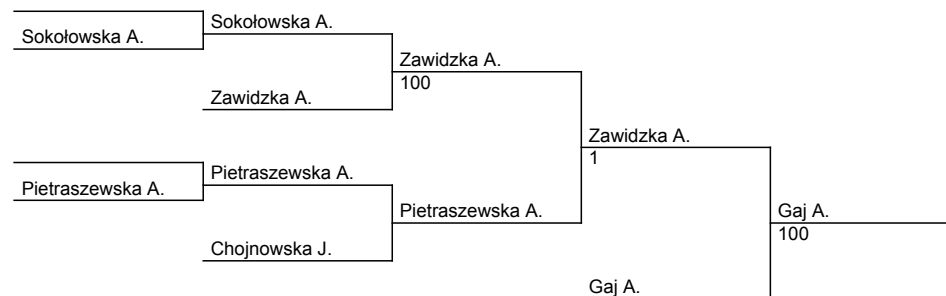 Sokołowska A.
Sokołowska A.
Zawidzka A.
100
Zawidzka A.
Zawidzka A.
1
Pietraszewska A.
Pietraszewska A.
Pietraszewska A.
Gaj A.
100
Chojnowska J.
Gaj A.